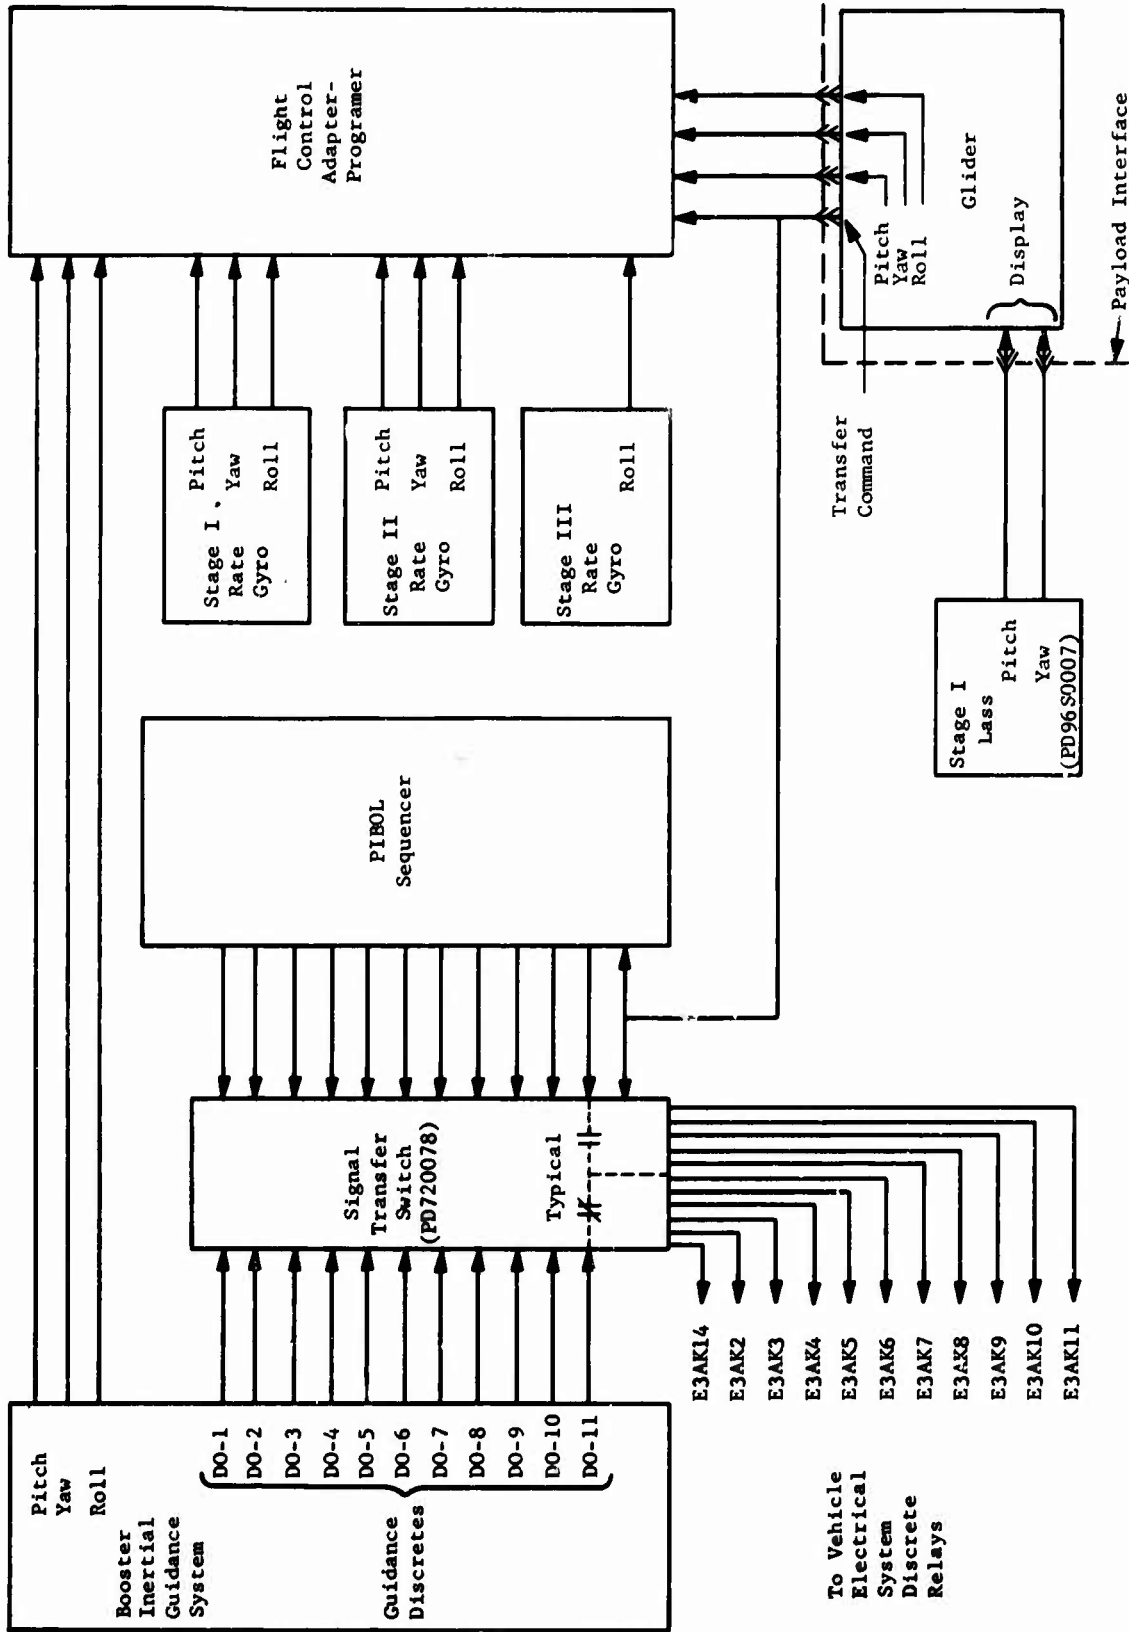 Pitch
Yaw
Roll
Booster
Inertial
Guidance
System
Guidance
Discretes
DO-1
DO-2
DO-3
DO-4
DO-5
DO-6
DO-7
DO-8
DO-9
DO-10
DO-11
Signal
Transfer
Switch
(PD720078)
Typical
To Vehicle
Electrical
System
Discrete
Relays
E3AK14
E3AK2
E3AK3
E3AK4
E3AK5
E3AK6
E3AK7
E3AK8
E3AK9
E3AK10
E3AK11
PIBOL
Sequencer
Stage I
Rate
Gyro
Pitch
Yaw
Roll
Stage II
Rate
Gyro
Pitch
Yaw
Roll
Stage III
Rate
Gyro
Roll
Flight
Control
Adapter-
Programer
Stage I
Lass
Pitch
Yaw
(PD96S0007)
Transfer
Command
Pitch
Yaw
Roll
Glider
Display
Payload Interface